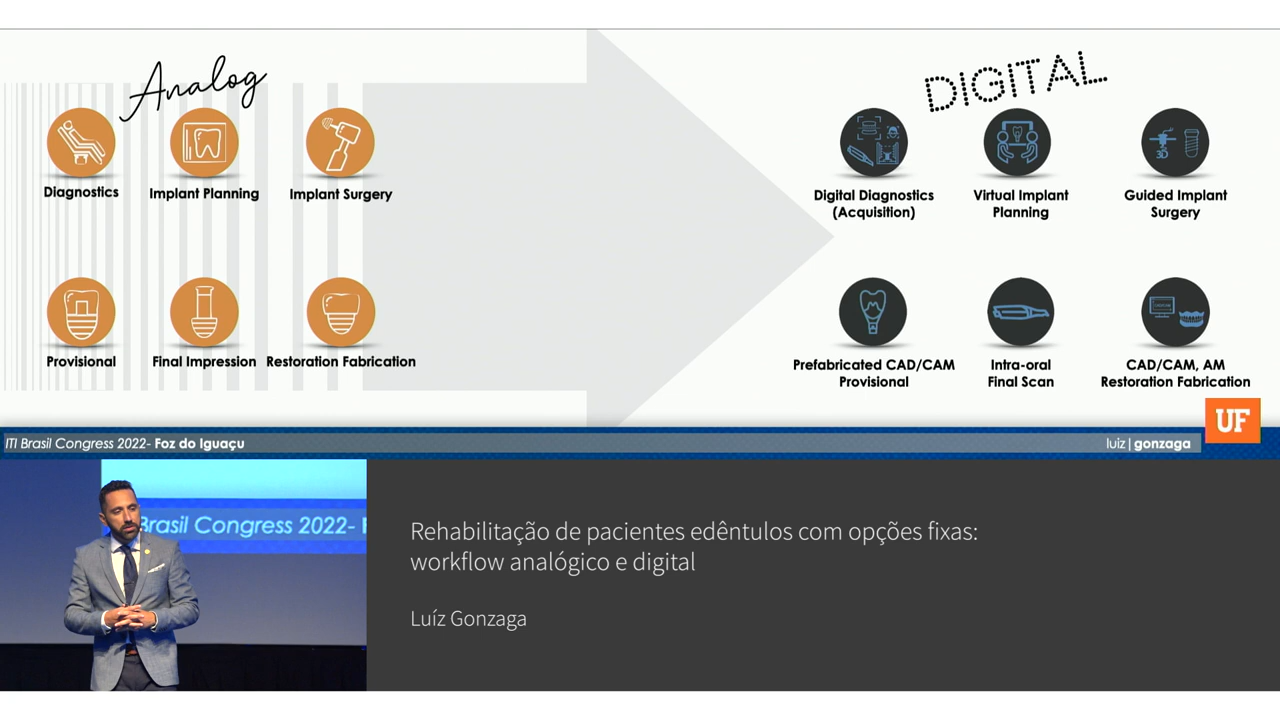 Analog
DIGITAL
Diagnostics
Implant Planning
Implant Surgery
Digital Diagnostics
(Acquisition)
Virtual Implant
Planning
3D
Guided Implant
Surgery
Provisional
Final Impression
Restoration Fabrication
Prefabricated CAD/CAM
Provisional
Intra-oral
Final Scan
CAD/CAM, AM
Restoration Fabrication
UF
ITI Brasil Congress 2022- Foz do Iguaçu
luiz|gonzaga
Brasil Congress 2022- F
Rehabilitação de pacientes edêntulos com opções fixas:
workflow analógico e digital
Luíz Gonzaga